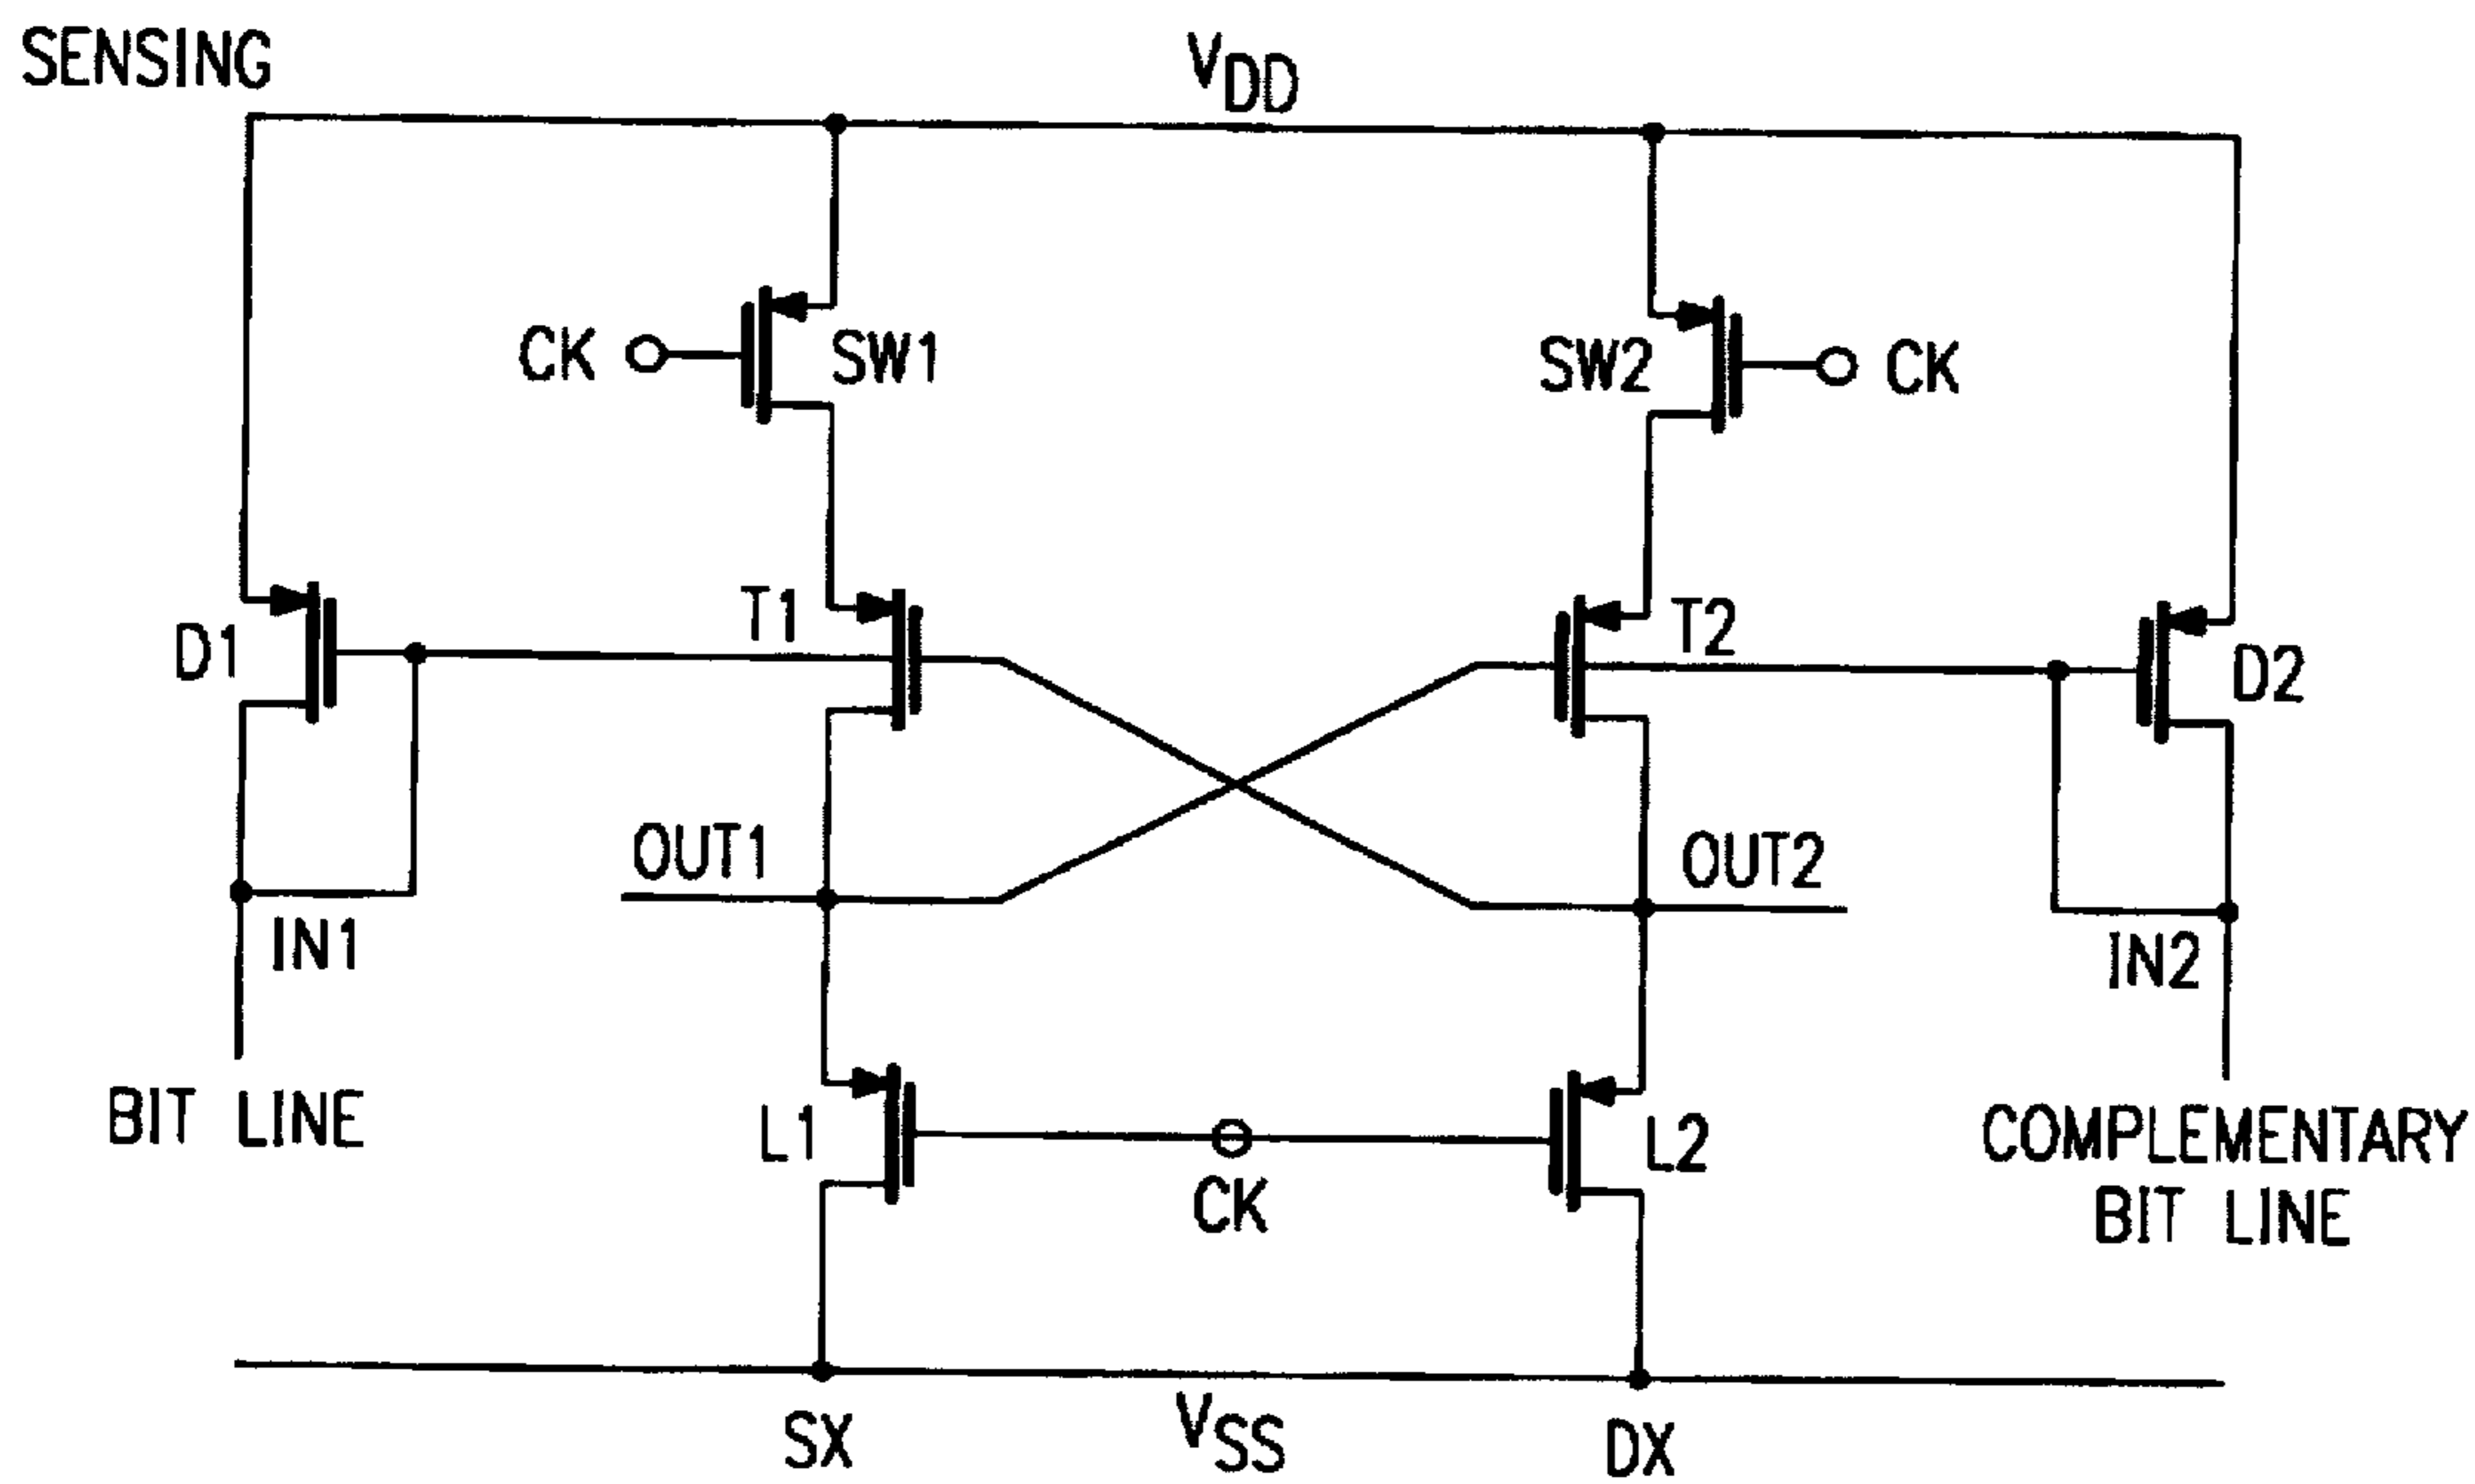 SENSING
VDD
CK
SW1
SW2
CK
D1
T1
T2
D2
OUT1
OUT2
IN1
IN2
BIT LINE
L1
CK
L2
COMPLEMENTARY
BIT LINE
SX
VSS
DX